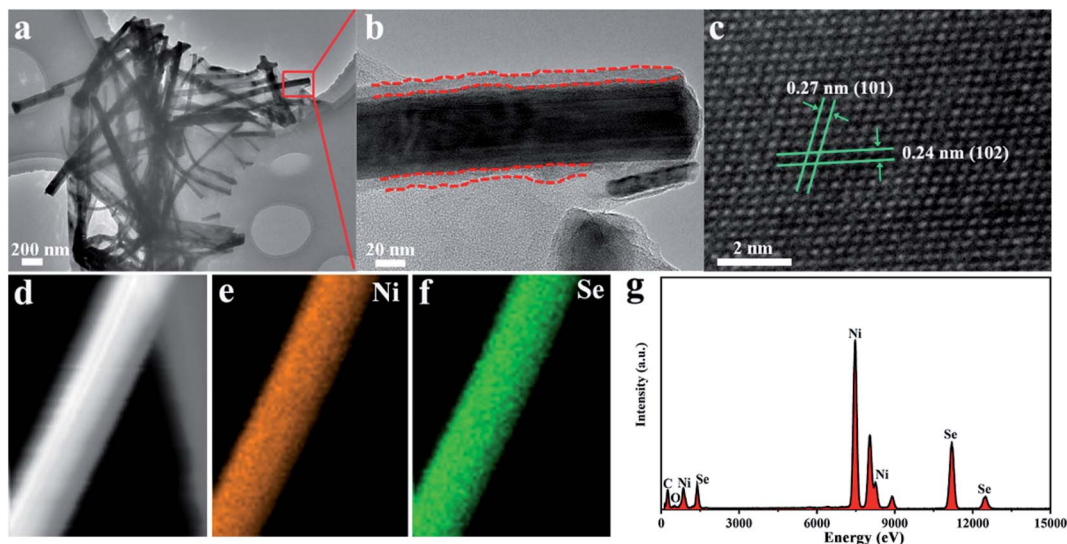 a
200 nm
b
20 nm
c
0.27 nm (101)
0.24 nm (102)
2 nm
d
e
Ni
f
Se
g
Intensity (a.u.)
C
O
Ni
Se
Ni
Ni
Se
Se
0 3000 6000 9000 12000 15000
Energy (eV)